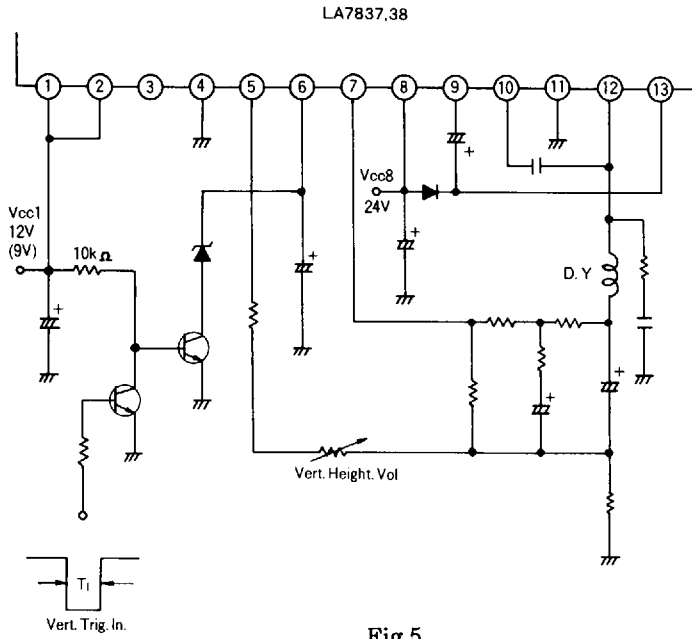 LA7837,38
1 2 3 4 5 6 7 8 9 10 11 12 13
Vcc1
12V
(9V)
10kΩ
Vcc8
24V
+
+
+
+
+
+
D.Y
Vert. Height. Vol
T1
Vert. Trig. In.
Fig.5